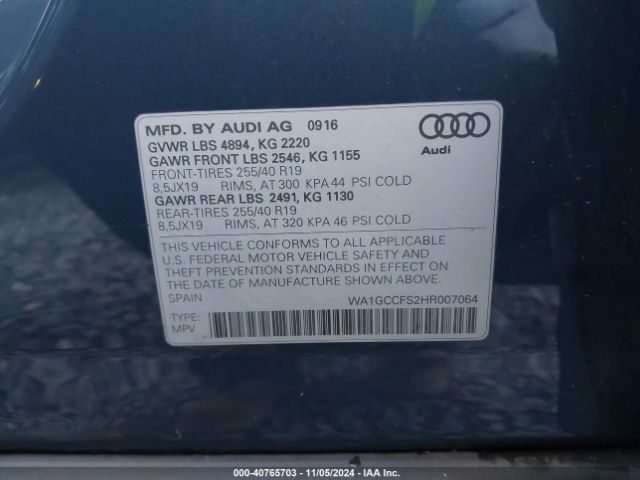 MFD. BY AUDI AG 0916
GVWR LBS 4894, KG 2220
GAWR FRONT LBS 2546, KG 1155
FRONT-TIRES 255/40 R19
8,5JX19 RIMS, AT 300 KPA 44 PSI COLD
GAWR REAR LBS 2491, KG 1130
REAR-TIRES 255/40 R19
8,5JX19 RIMS, AT 320 KPA 46 PSI COLD
Audi
THIS VEHICLE CONFORMS TO ALL APPLICABLE
U.S. FEDERAL MOTOR VEHICLE SAFETY AND
THEFT PREVENTION STANDARDS IN EFFECT ON
THE DATE OF MANUFACTURE SHOWN ABOVE.
SPAIN WA1GCCFS2HR007064
TYPE:
MPV
000-40765703 - 11/05/2024 - IAA Inc.